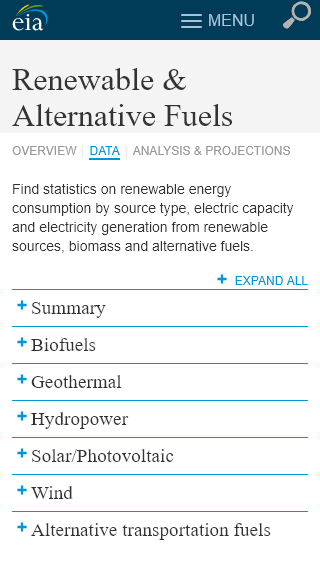 eia
MENU
Renewable &
Alternative Fuels
OVERVIEW
DATA
ANALYSIS & PROJECTIONS
Find statistics on renewable energy
consumption by source type, electric capacity
and electricity generation from renewable
sources, biomass and alternative fuels.
+ EXPAND ALL
+ Summary
+ Biofuels
+ Geothermal
+ Hydropower
+ Solar/Photovoltaic
+ Wind
+ Alternative transportation fuels